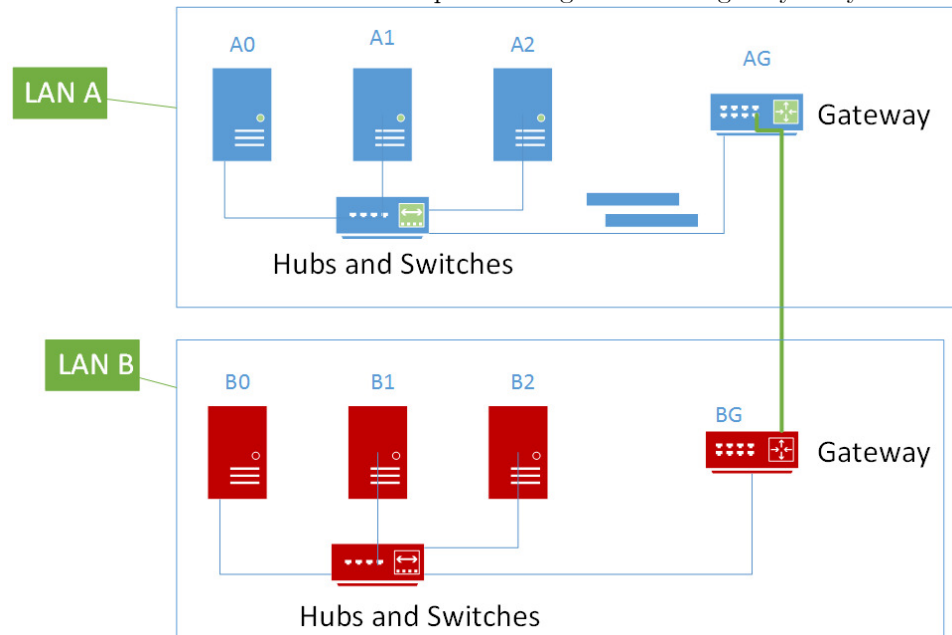 A0
A1
A2
AG
LAN A
Gateway
Hubs and Switches
LAN B
B0
B1
B2
BG
Gateway
Hubs and Switches